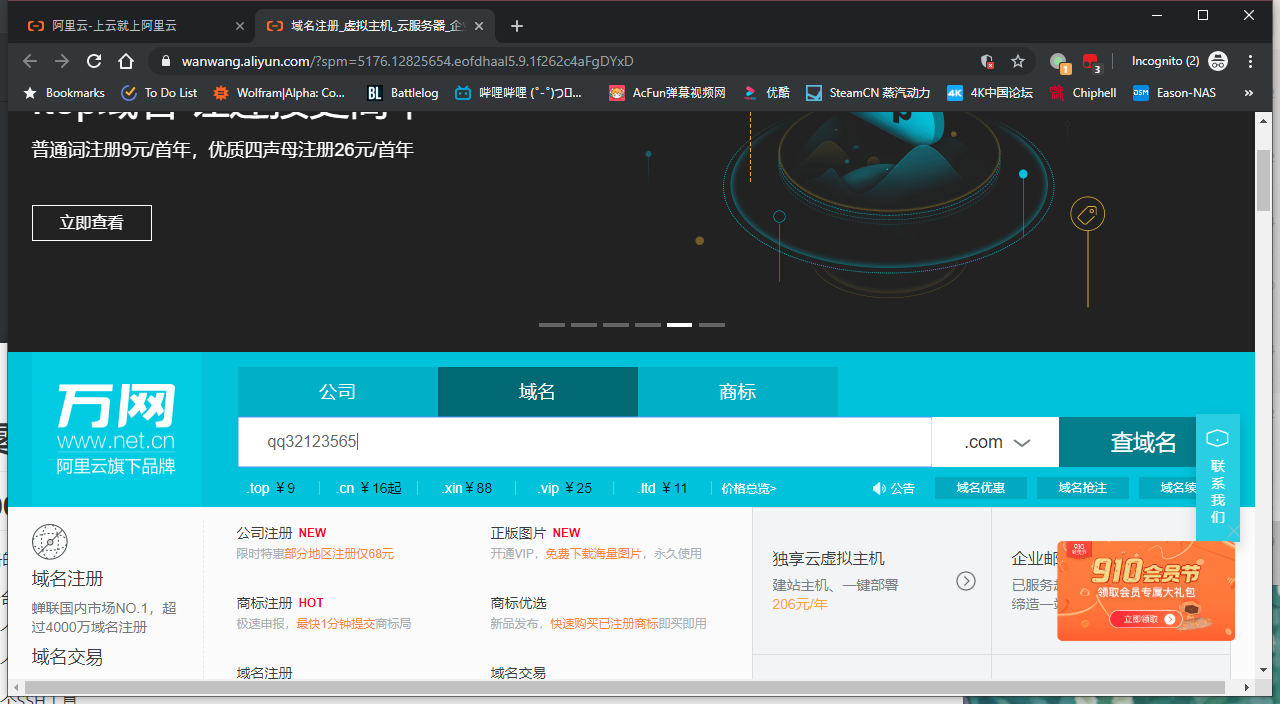 阿里云-上云就上阿里云
域名注册_虚拟主机_云服务器_企
wanwang.aliyun.com/?spm=5176.12825654.eofdhaal5.9.1f262c4aFgDYxD
1
3
Incognito (2)
Bookmarks
To Do List
Wolfram|Alpha: Co...
BL Battlelog
哔哩哔哩 (゜-゜)つロ...
AcFun弹幕视频网
优酷
SteamCN 蒸汽动力
4K 4K中国论坛
Chiphell
DSM Eason-NAS
»
普通词注册9元/首年，优质四声母注册26元/首年
立即查看
万网
www.net.cn
阿里云旗下品牌
公司
域名
商标
qq32123565
.com
查域名
.top ¥ 9
.cn ¥ 16起
.xin ¥ 88
.vip ¥ 25
.ltd ¥ 11
价格总览>
公告
域名优惠
域名抢注
域名续
联系我们
域名注册
蝉联国内市场NO.1，超
过4000万域名注册
域名交易
公司注册 NEW
限时特惠部分地区注册仅68元
正版图片 NEW
开通VIP，免费下载海量图片，永久使用
商标注册 HOT
极速申报，最快1分钟提交商标局
商标优选
新品发布，快速购买已注册商标即买即用
域名注册
域名交易
独享云虚拟主机
建站主机、一键部署
206元/年
企业邮
已服务
缔造一
910会员节
领取会员专属大礼包
立即领取